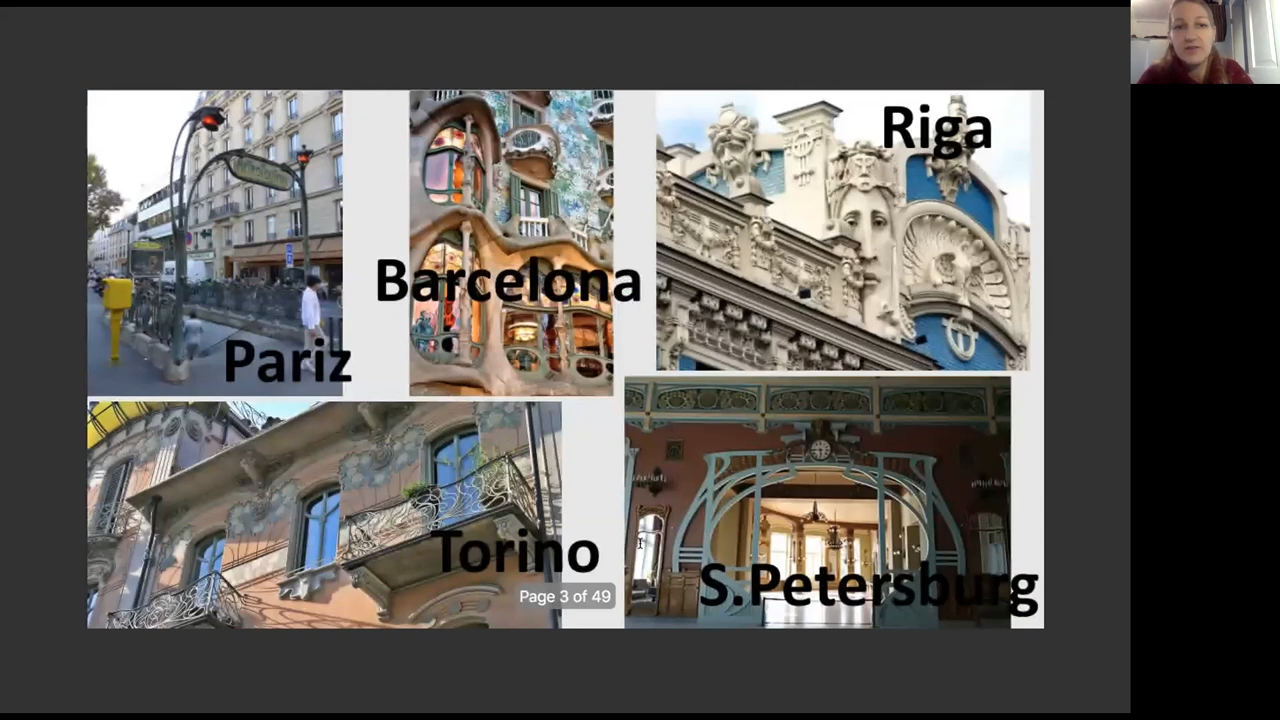 Riga
Barcelona
Pariz
Torino
S.Petersburg
Page 3 of 49